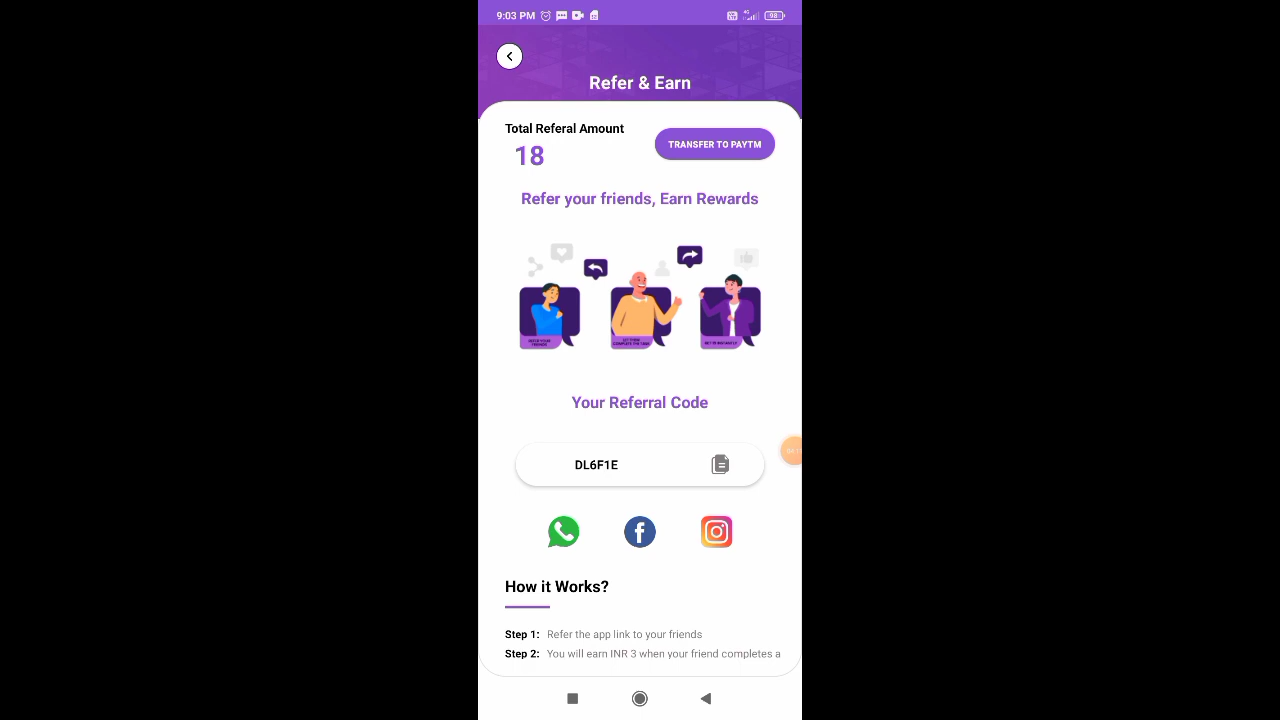 9:03 PM
98
Refer & Earn
Total Referal Amount
18
TRANSFER TO PAYTM
Refer your friends, Earn Rewards
Your Referral Code
DL6F1E
How it Works?
Step 1: Refer the app link to your friends
Step 2: You will earn INR 3 when your friend completes a